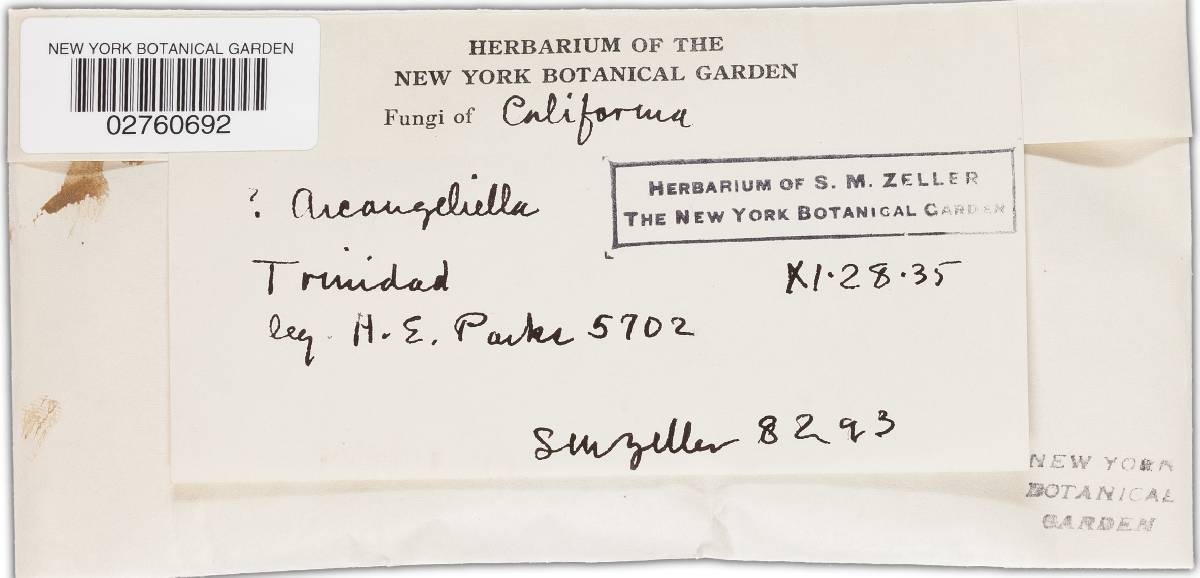 NEW YORK BOTANICAL GARDEN
02760692
HERBARIUM OF THE
NEW YORK BOTANICAL GARDEN
Fungi of California
? Arcangeliella
HERBARIUM OF S. M. ZELLER
THE NEW YORK BOTANICAL GARDEN
Trinidad XI·28·35
leg. H. E. Parks 5702
SMZeller 8293
NEW YORK
BOTANICAL
GARDEN